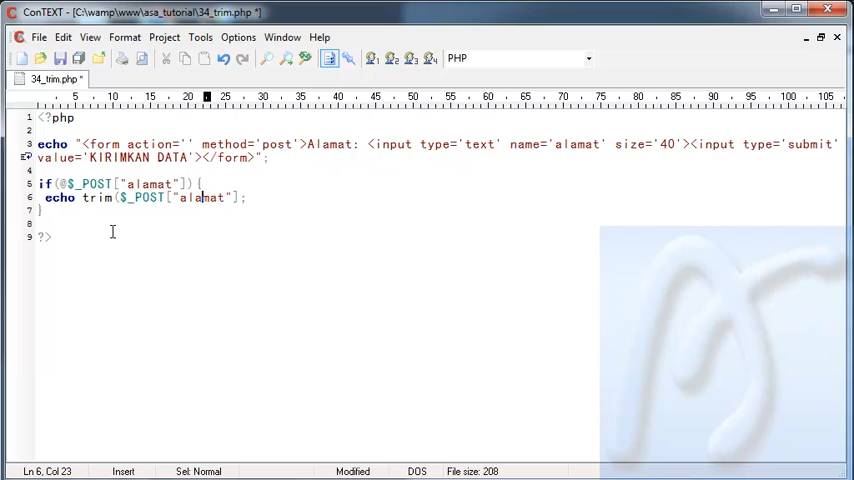 ConTEXT - [C:\wamp\www\asa_tutorial\34_trim.php *]
File Edit View Format Project Tools Options Window Help
PHP
34_trim.php *
5 10 15 20 25 30 35 40 45 50 55 60 65 70 75 80 85 90 95 100 105
1 <?php
2
3 echo "<form action='' method='post'>Alamat: <input type='text' name='alamat' size='40'><input type='submit'
value='KIRIMKAN DATA'></form>";
4
5 if(@$_POST["alamat"]){
6 echo trim($_POST["alamat"];
7 }
8
9 ?>
Ln 6, Col 23 Insert Sel: Normal Modified DOS File size: 208